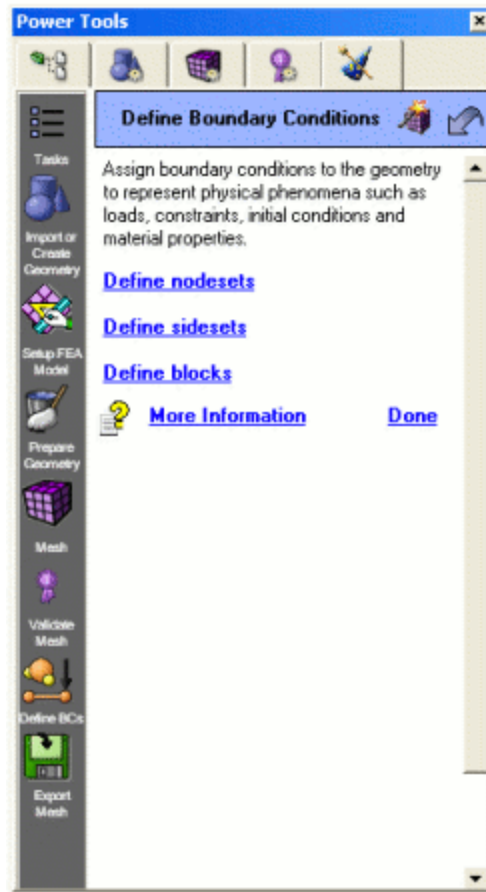 Power Tools
Define Boundary Conditions
Tasks
Import or
Create
Geometry
Setup FEA
Model
Prepare
Geometry
Mesh
Validate
Mesh
Define BCs
Export
Mesh
Assign boundary conditions to the geometry
to represent physical phenomena such as
loads, constraints, initial conditions and
material properties.
Define nodesets
Define sidesets
Define blocks
More Information Done